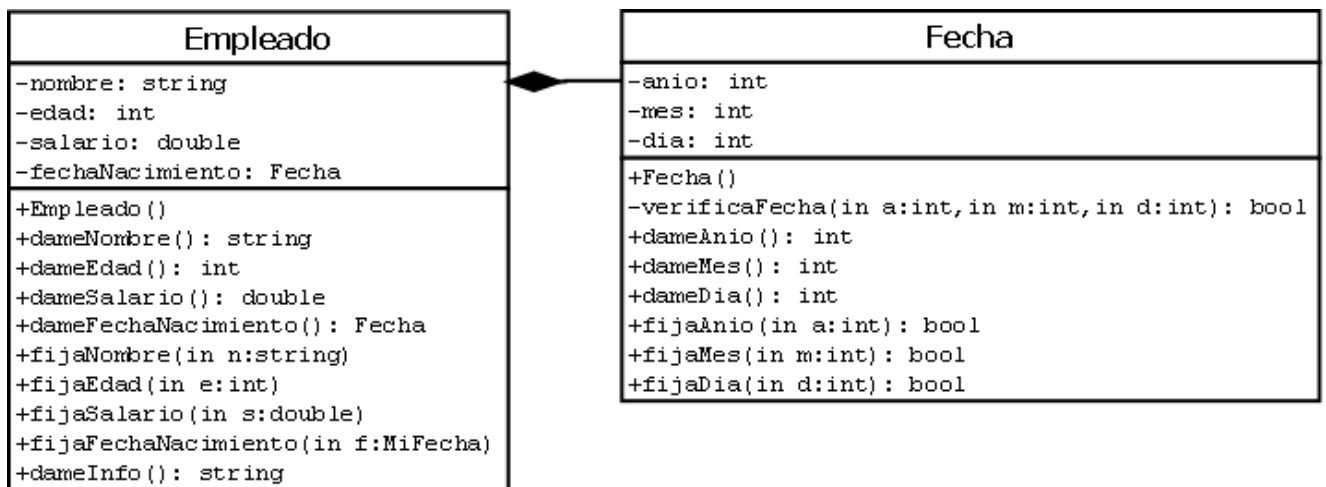 Empleado
-nombre: string
-edad: int
-salario: double
-fechaNacimiento: Fecha
+Empleado()
+dameNombre(): string
+dameEdad(): int
+dameSalario(): double
+dameFechaNacimiento(): Fecha
+fijaNombre(in n:string)
+fijaEdad(in e:int)
+fijaSalario(in s:double)
+fijaFechaNacimiento(in f:MiFecha)
+dameInfo(): string
Fecha
-anio: int
-mes: int
-dia: int
+Fecha()
-verificaFecha(in a:int,in m:int,in d:int): bool
+dameAnio(): int
+dameMes(): int
+dameDia(): int
+fijaAnio(in a:int): bool
+fijaMes(in m:int): bool
+fijaDia(in d:int): bool